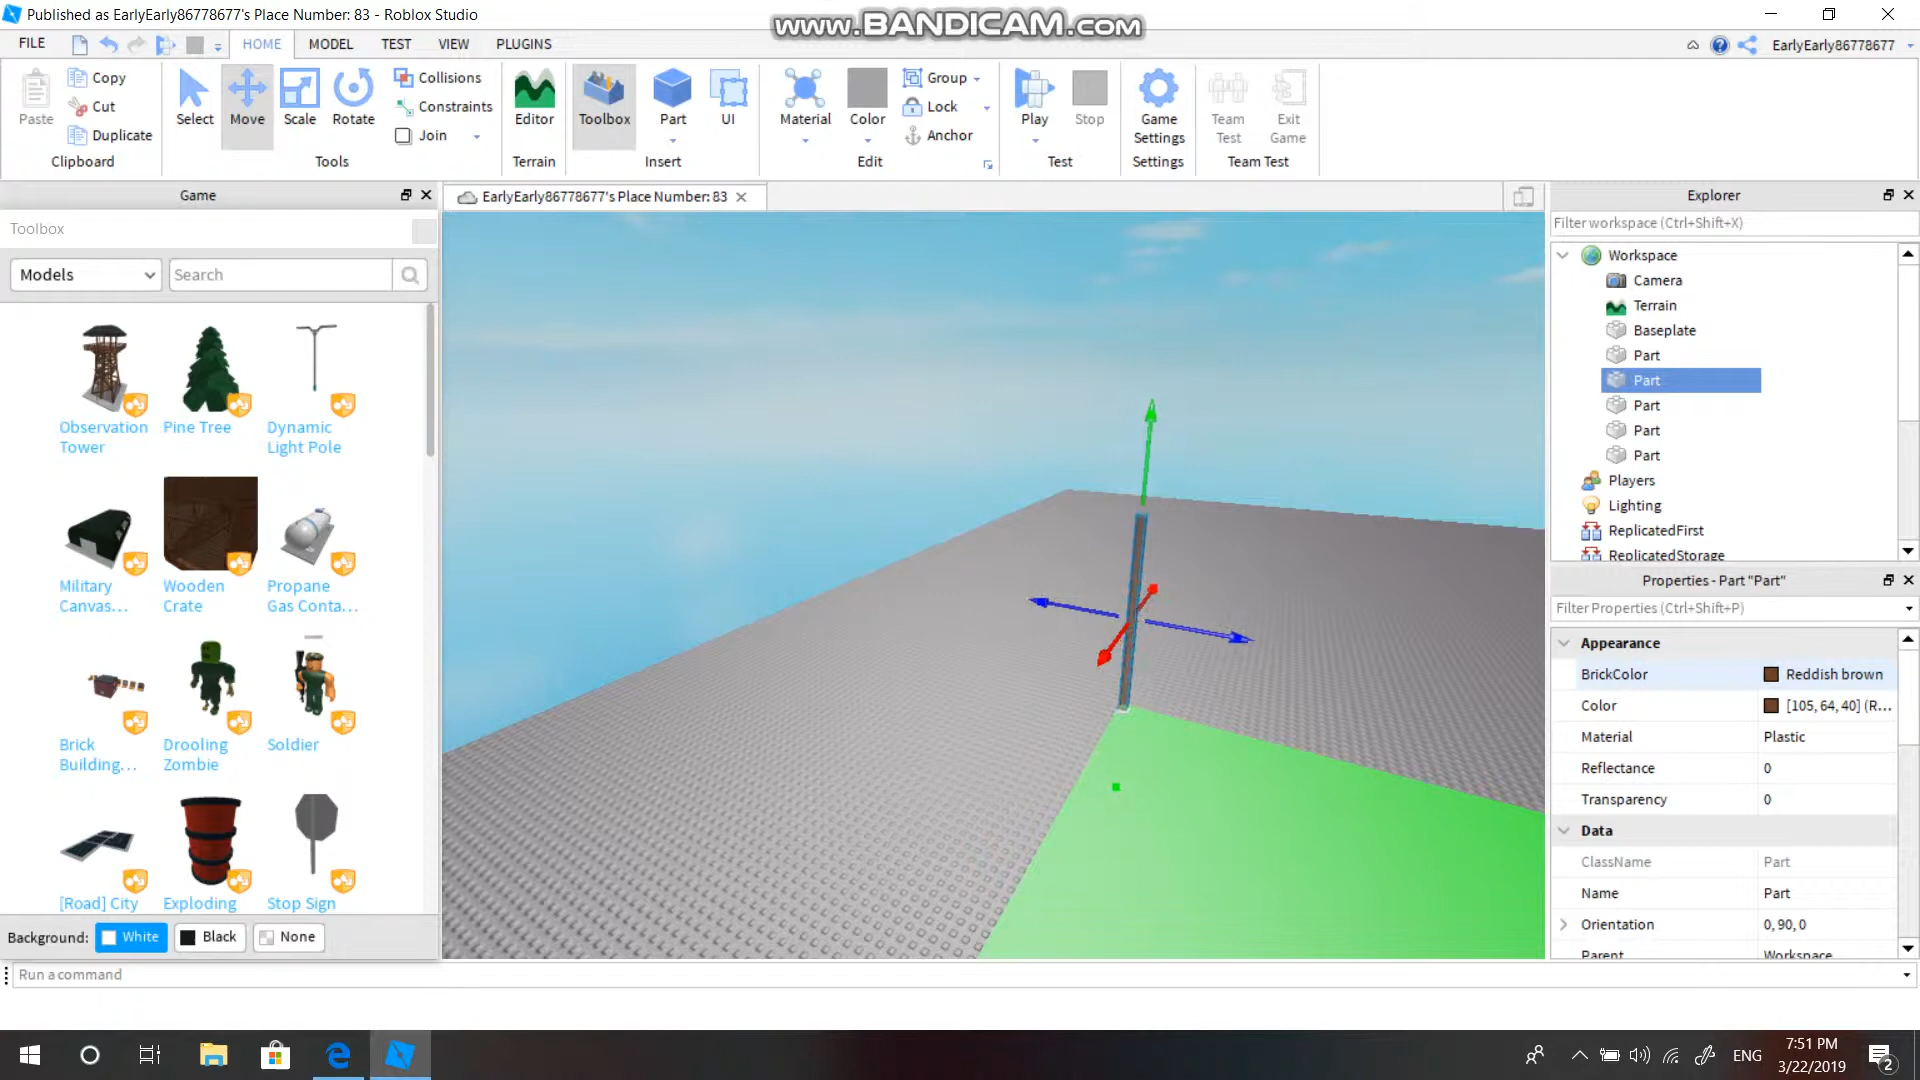 Published as EarlyEarly86778677's Place Number: 83 - Roblox Studio
www.BANDICAM.com
FILE HOME MODEL TEST VIEW PLUGINS
EarlyEarly86778677
Paste
Copy
Cut
Duplicate
Clipboard
Select
Move
Scale
Rotate
Collisions
Constraints
Join
Tools
Editor
Terrain
Toolbox
Part
UI
Insert
Material
Color
Group
Lock
Anchor
Edit
Play
Stop
Test
Game
Settings
Settings
Team
Test
Exit
Game
Team Test
Game
Toolbox
Models
Search
Observation
Tower
Pine Tree
Dynamic
Light Pole
Military
Canvas...
Wooden
Crate
Propane
Gas Conta...
Brick
Building...
Drooling
Zombie
Soldier
[Road] City
Exploding
Stop Sign
Background: White Black None
EarlyEarly86778677's Place Number: 83
Explorer
Filter workspace (Ctrl+Shift+X)
Workspace
Camera
Terrain
Baseplate
Part
Part
Part
Part
Part
Players
Lighting
ReplicatedFirst
ReplicatedStorage
Properties - Part "Part"
Filter Properties (Ctrl+Shift+P)
Appearance
BrickColor Reddish brown
Color [105, 64, 40] (R...
Material Plastic
Reflectance 0
Transparency 0
Data
ClassName Part
Name Part
Orientation 0, 90, 0
Parent Workspace
Run a command
ENG
7:51 PM
3/22/2019
2